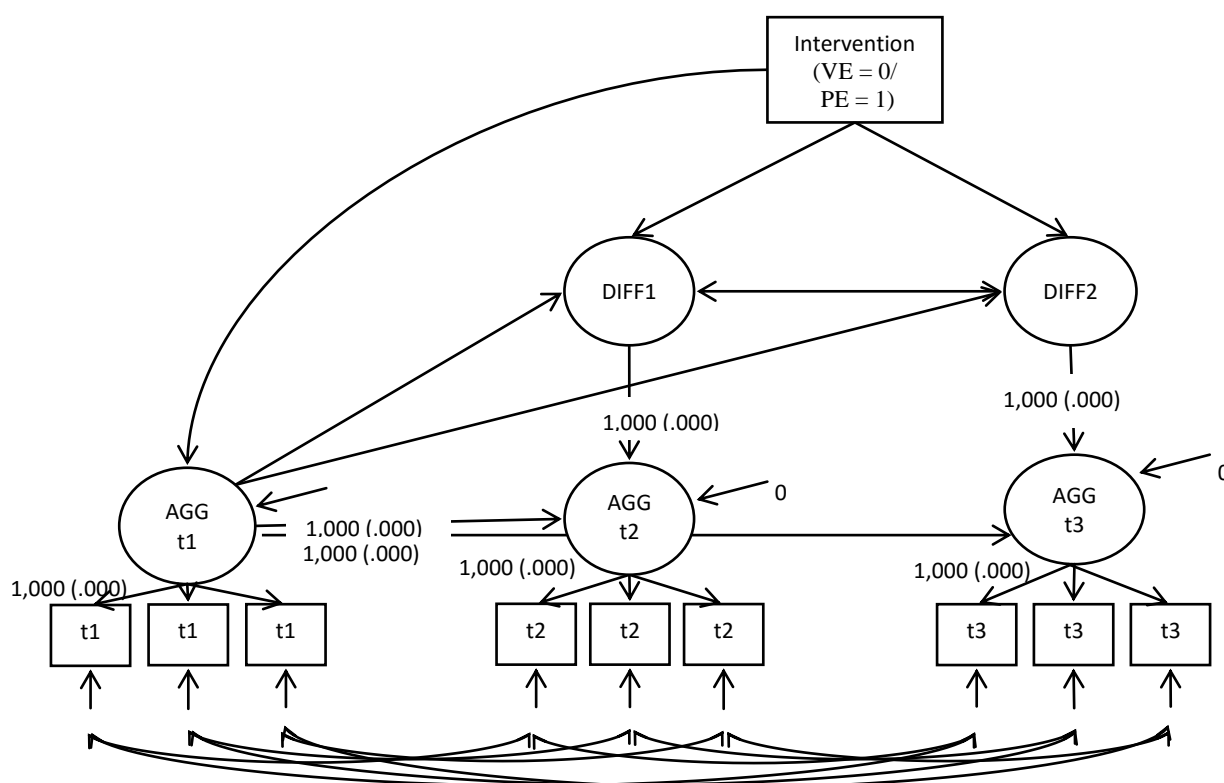 Intervention
(VE = 0/
PE = 1)
DIFF1
DIFF2
1,000 (.000)
1,000 (.000)
AGG
t1
1,000 (.000)
1,000 (.000)
AGG
t2
0
AGG
t3
0
1,000 (.000)
1,000 (.000)
1,000 (.000)
t1
t1
t1
t2
t2
t2
t3
t3
t3